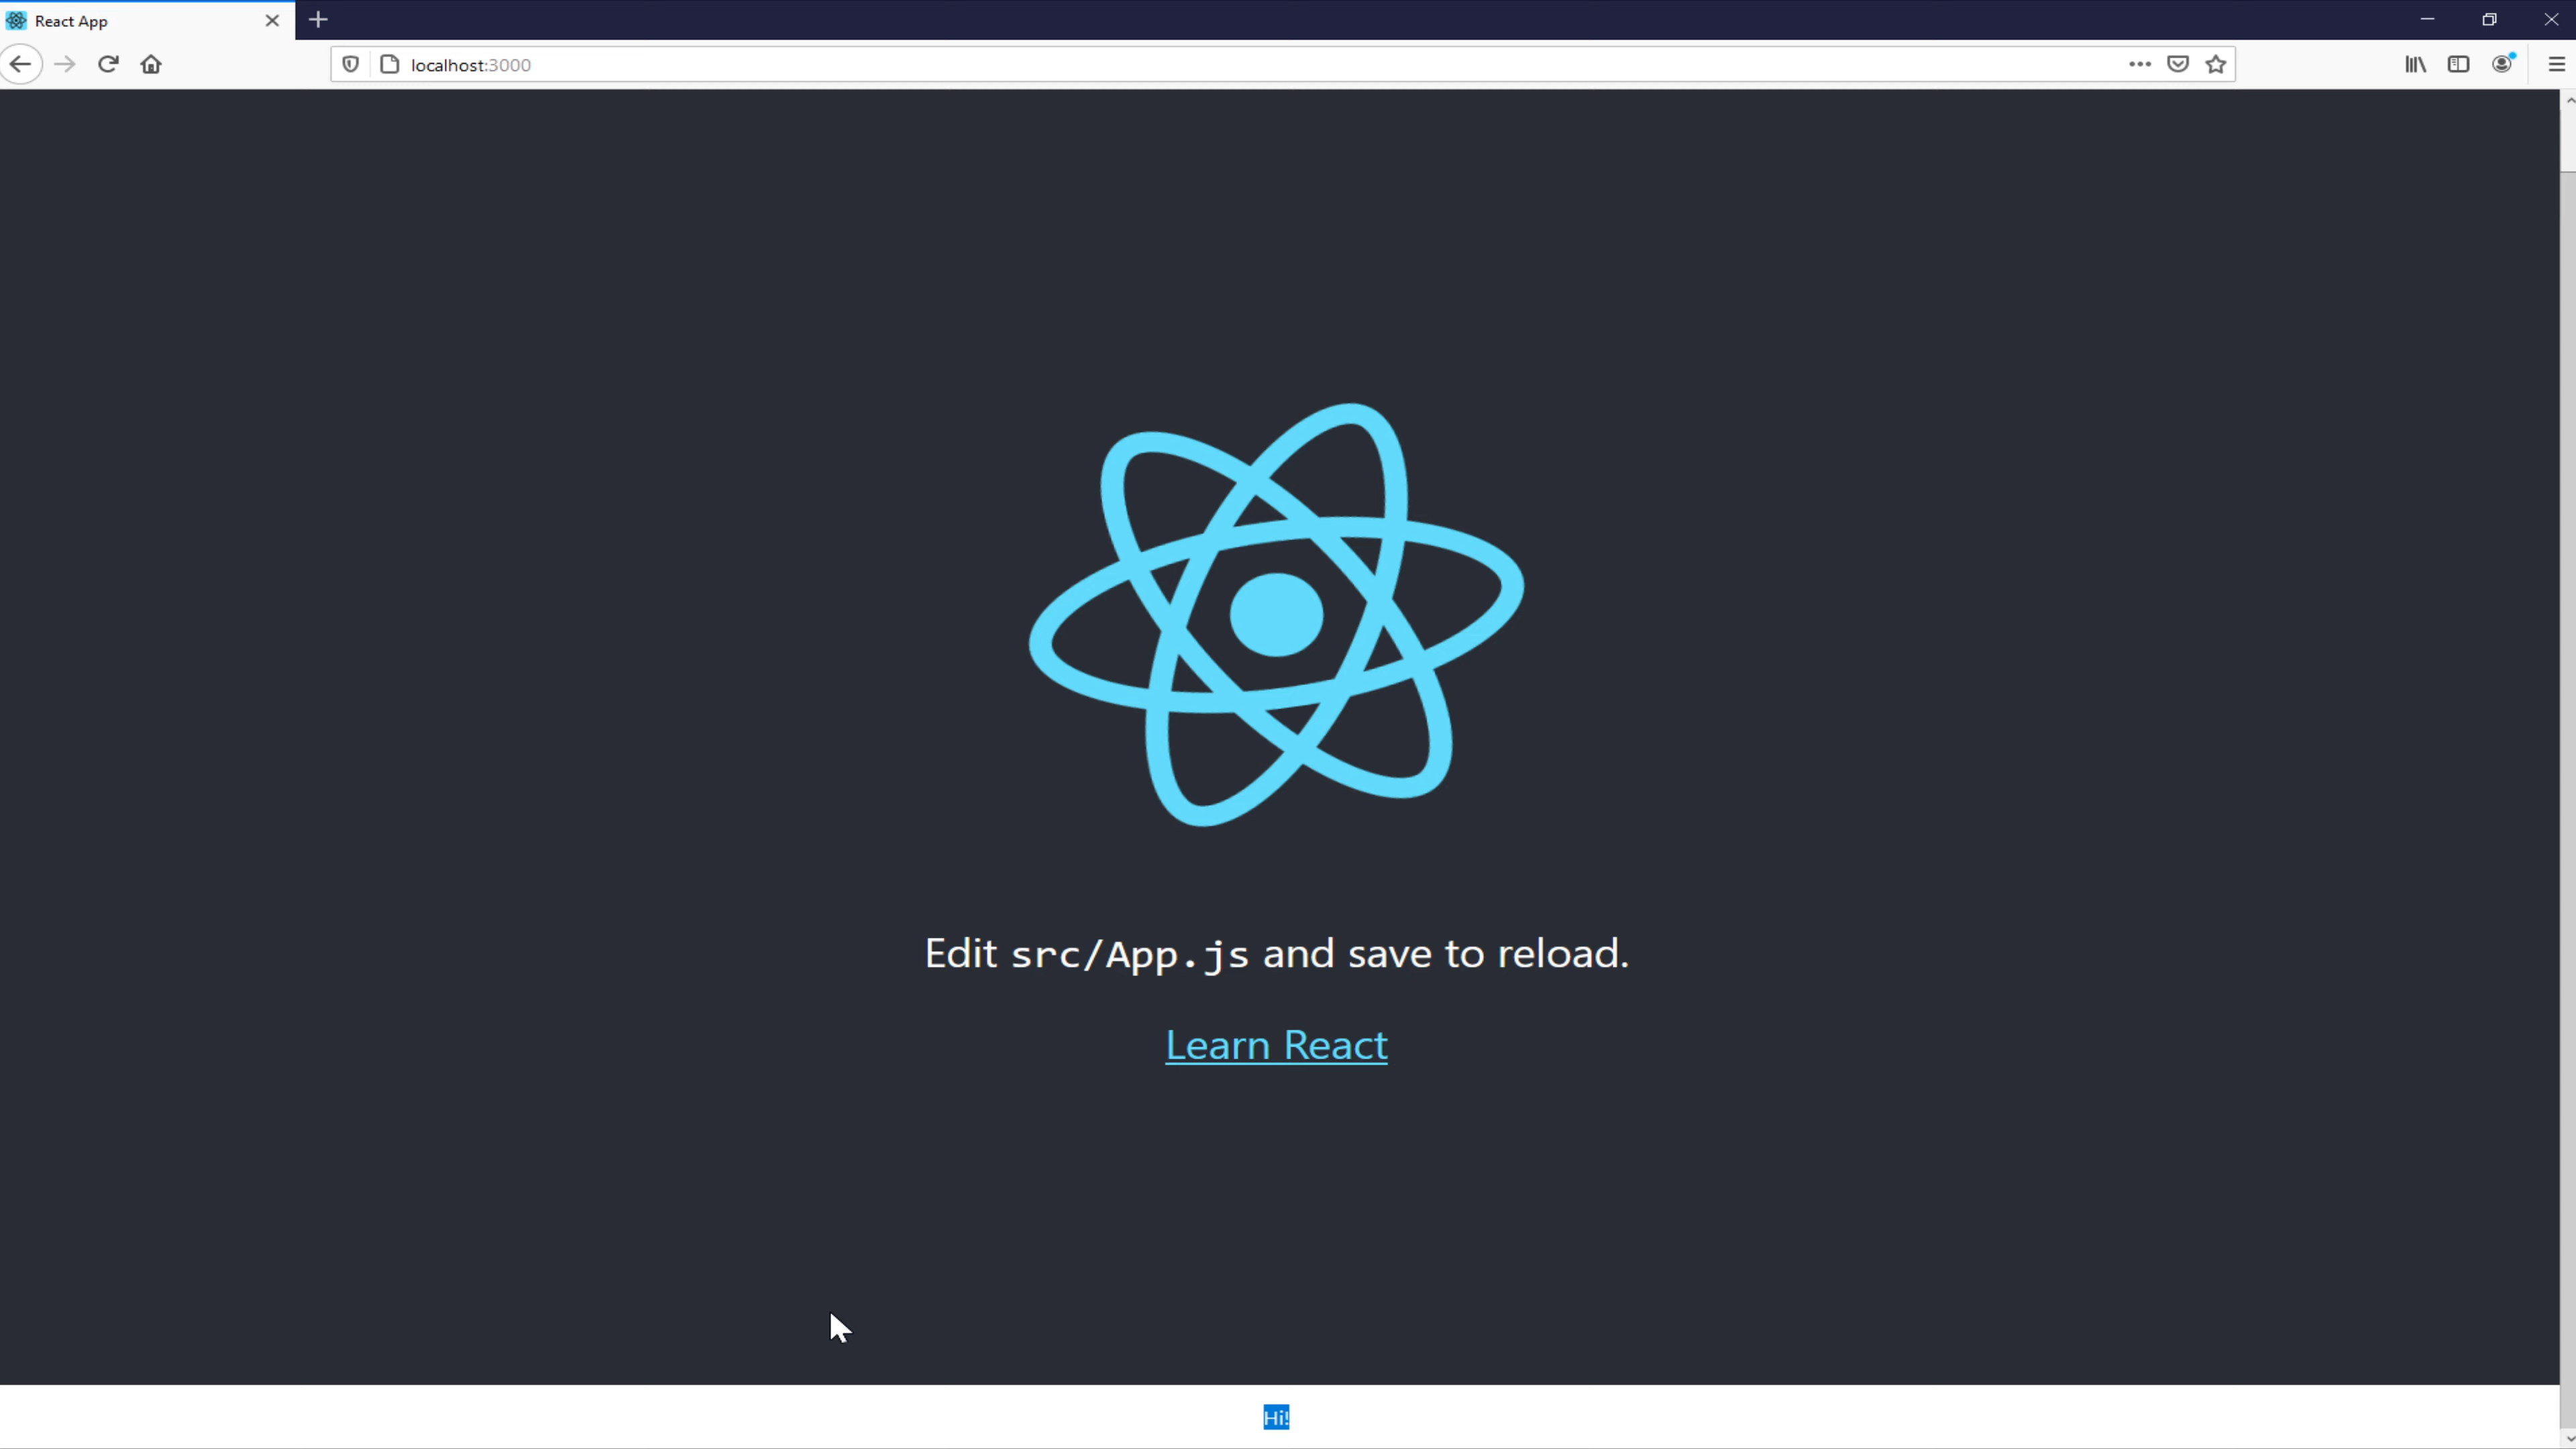 React App
localhost:3000
Edit src/App.js and save to reload.
Learn React
Hi!